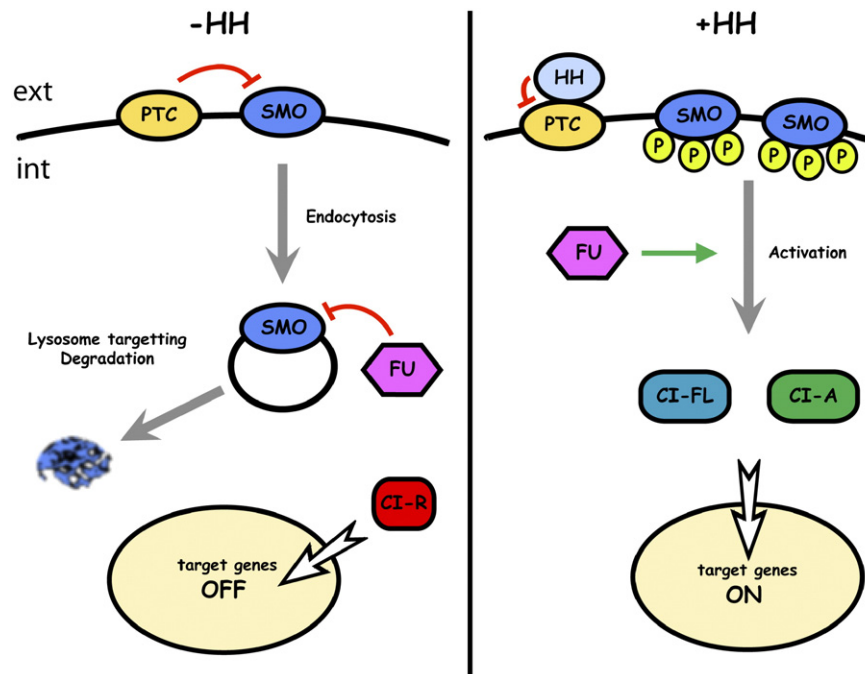 -HH
ext
PTC
SMO
int
Endocytosis
SMO
Lysosome targetting
Degradation
FU
CI-R
target genes
OFF
+HH
HH
PTC
SMO
SMO
P
P
P
P
P
P
FU
Activation
CI-FL
CI-A
target genes
ON